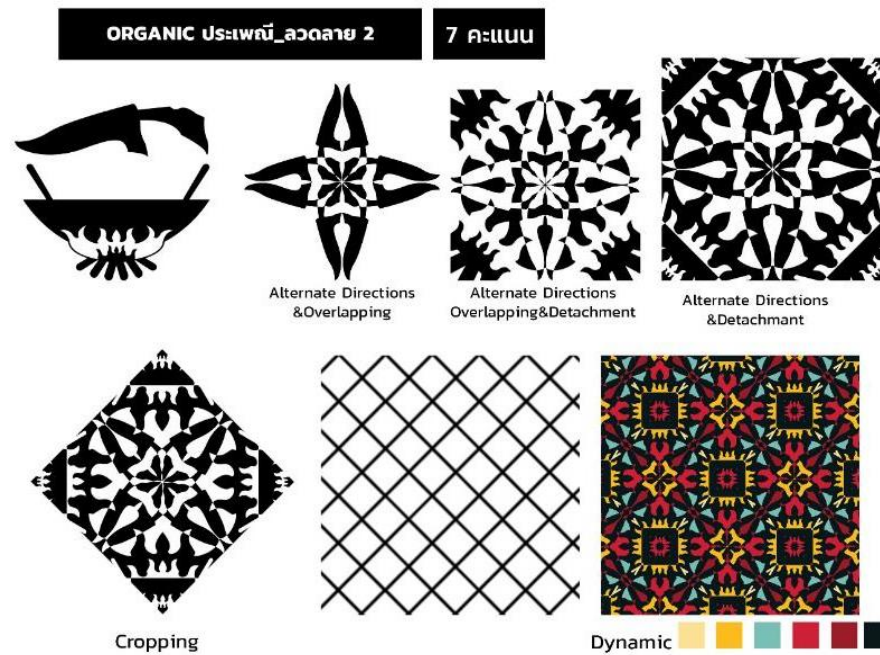 ORGANIC ประเพณี_ลวดลาย 2
7 คะแนน
Alternate Directions
&Overlapping
Alternate Directions
Overlapping&Detachment
Alternate Directions
&Detachmant
Cropping
Dynamic